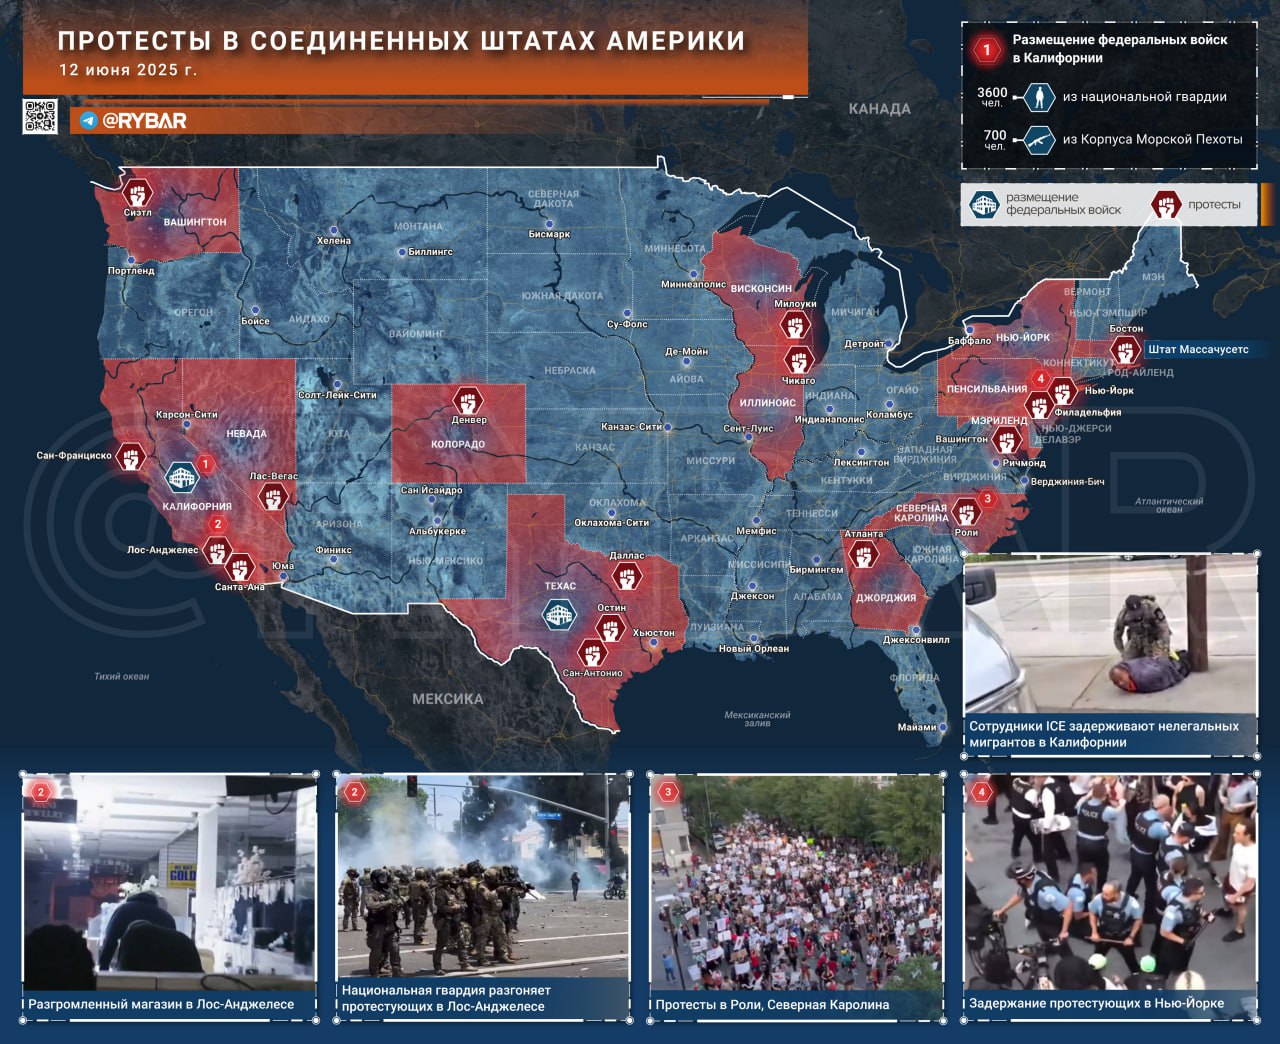 ПРОТЕСТЫ В СОЕДИНЕННЫХ ШТАТАХ АМЕРИКИ
12 июня 2025 г.
@RYBAR
1
Размещение федеральных войск
в Калифорнии
3600
чел.
из национальной гвардии
700
чел.
из Корпуса Морской Пехоты
размещение
федеральных войск
протесты
КАНАДА
Сиэтл
ВАШИНГТОН
Портленд
ОРЕГОН
Бойсе
АЙДАХО
Хелена
МОНТАНА
Биллингс
СЕВЕРНАЯ
ДАКОТА
Бисмарк
ЮЖНАЯ ДАКОТА
Су-Фолс
МИННЕСОТА
Миннеаполис
ВИСКОНСИН
Милоуки
МИЧИГАН
Детройт
Чикаго
ИЛЛИНОЙС
ВАЙОМИНГ
НЕБРАСКА
Де-Мойн
АЙОВА
Солт-Лейк-Сити
ЮТА
Денвер
КОЛОРАДО
КАНЗАС
Канзас-Сити
МИССУРИ
Сент-Луис
ИНДИАНА
Индианаполис
ОГАЙО
Коламбус
Лексингтон
КЕНТУККИ
ЗАПАДНАЯ
ВИРДЖИНИЯ
ВИРДЖИНИЯ
Ричмонд
Верджиния-Бич
МЭН
ВЕРМОНТ
НЬЮ-ГЭМПШИР
Бостон
Штат Массачусетс
Баффало
НЬЮ-ЙОРК
КОННЕКТИКУТ
РОД-АЙЛЕНД
4
Нью-Йорк
ПЕНСИЛЬВАНИЯ
Филадельфия
МЭРИЛЕНД
НЬЮ-ДЖЕРСИ
ДЕЛАВЭР
Вашингтон
Карсон-Сити
НЕВАДА
Сан-Франциско
1
Лас-Вегас
КАЛИФОРНИЯ
2
Лос-Анджелес
Санта-Ана
Юма
АРИЗОНА
Финикс
Сан Йсайдро
Альбукерке
НЬЮ-МЕКСИКО
ОКЛАХОМА
Оклахома-Сити
АРКАНЗАС
Мемфис
ТЕННЕССИ
3
СЕВЕРНАЯ
КАРОЛИНА
Роли
ЮЖНАЯ
КАРОЛИНА
Атланта
ДЖОРДЖИЯ
Бирмингем
АЛАБАМА
МИССИСИПИ
Джексон
ЛУИЗИАНА
Новый Орлеан
Джексонвилл
ФЛОРИДА
Майами
Даллас
ТЕХАС
Остин
Хьюстон
Сан-Антонио
МЕКСИКА
Тихий океан
Мексиканский
залив
Атлантический
океан
@RYBAR
Сотрудники ICE задерживают нелегальных
мигрантов в Калифорнии
2
GOLD
Разгромленный магазин в Лос-Анджелесе
2
Национальная гвардия разгоняет
протестующих в Лос-Анджелесе
3
Протесты в Роли, Северная Каролина
4
POLICE
Задержание протестующих в Нью-Йорке